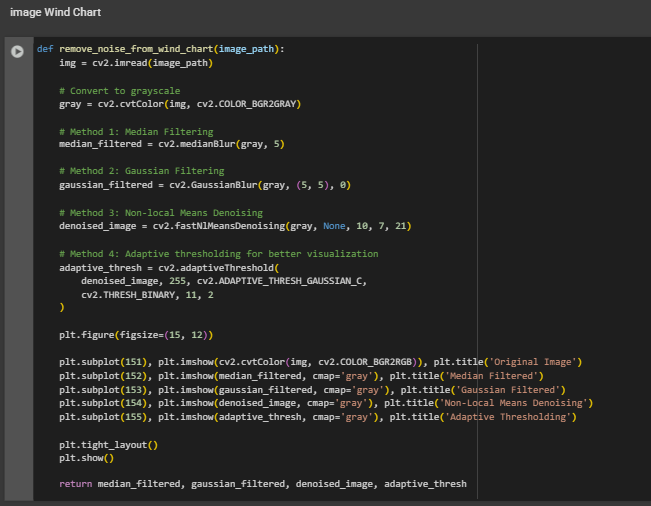 image Wind Chart
def remove_noise_from_wind_chart(image_path):
img = cv2.imread(image_path)
# Convert to grayscale
gray = cv2.cvtColor(img, cv2.COLOR_BGR2GRAY)
# Method 1: Median Filtering
median_filtered = cv2.medianBlur(gray, 5)
# Method 2: Gaussian Filtering
gaussian_filtered = cv2.GaussianBlur(gray, (5, 5), 0)
# Method 3: Non-local Means Denoising
denoised_image = cv2.fastNlMeansDenoising(gray, None, 10, 7, 21)
# Method 4: Adaptive thresholding for better visualization
adaptive_thresh = cv2.adaptiveThreshold(
denoised_image, 255, cv2.ADAPTIVE_THRESH_GAUSSIAN_C,
cv2.THRESH_BINARY, 11, 2
)
plt.figure(figsize=(15, 12))
plt.subplot(151), plt.imshow(cv2.cvtColor(img, cv2.COLOR_BGR2RGB)), plt.title('Original Image')
plt.subplot(152), plt.imshow(median_filtered, cmap='gray'), plt.title('Median Filtered')
plt.subplot(153), plt.imshow(gaussian_filtered, cmap='gray'), plt.title('Gaussian Filtered')
plt.subplot(154), plt.imshow(denoised_image, cmap='gray'), plt.title('Non-Local Means Denoising')
plt.subplot(155), plt.imshow(adaptive_thresh, cmap='gray'), plt.title('Adaptive Thresholding')
plt.tight_layout()
plt.show()
return median_filtered, gaussian_filtered, denoised_image, adaptive_thresh